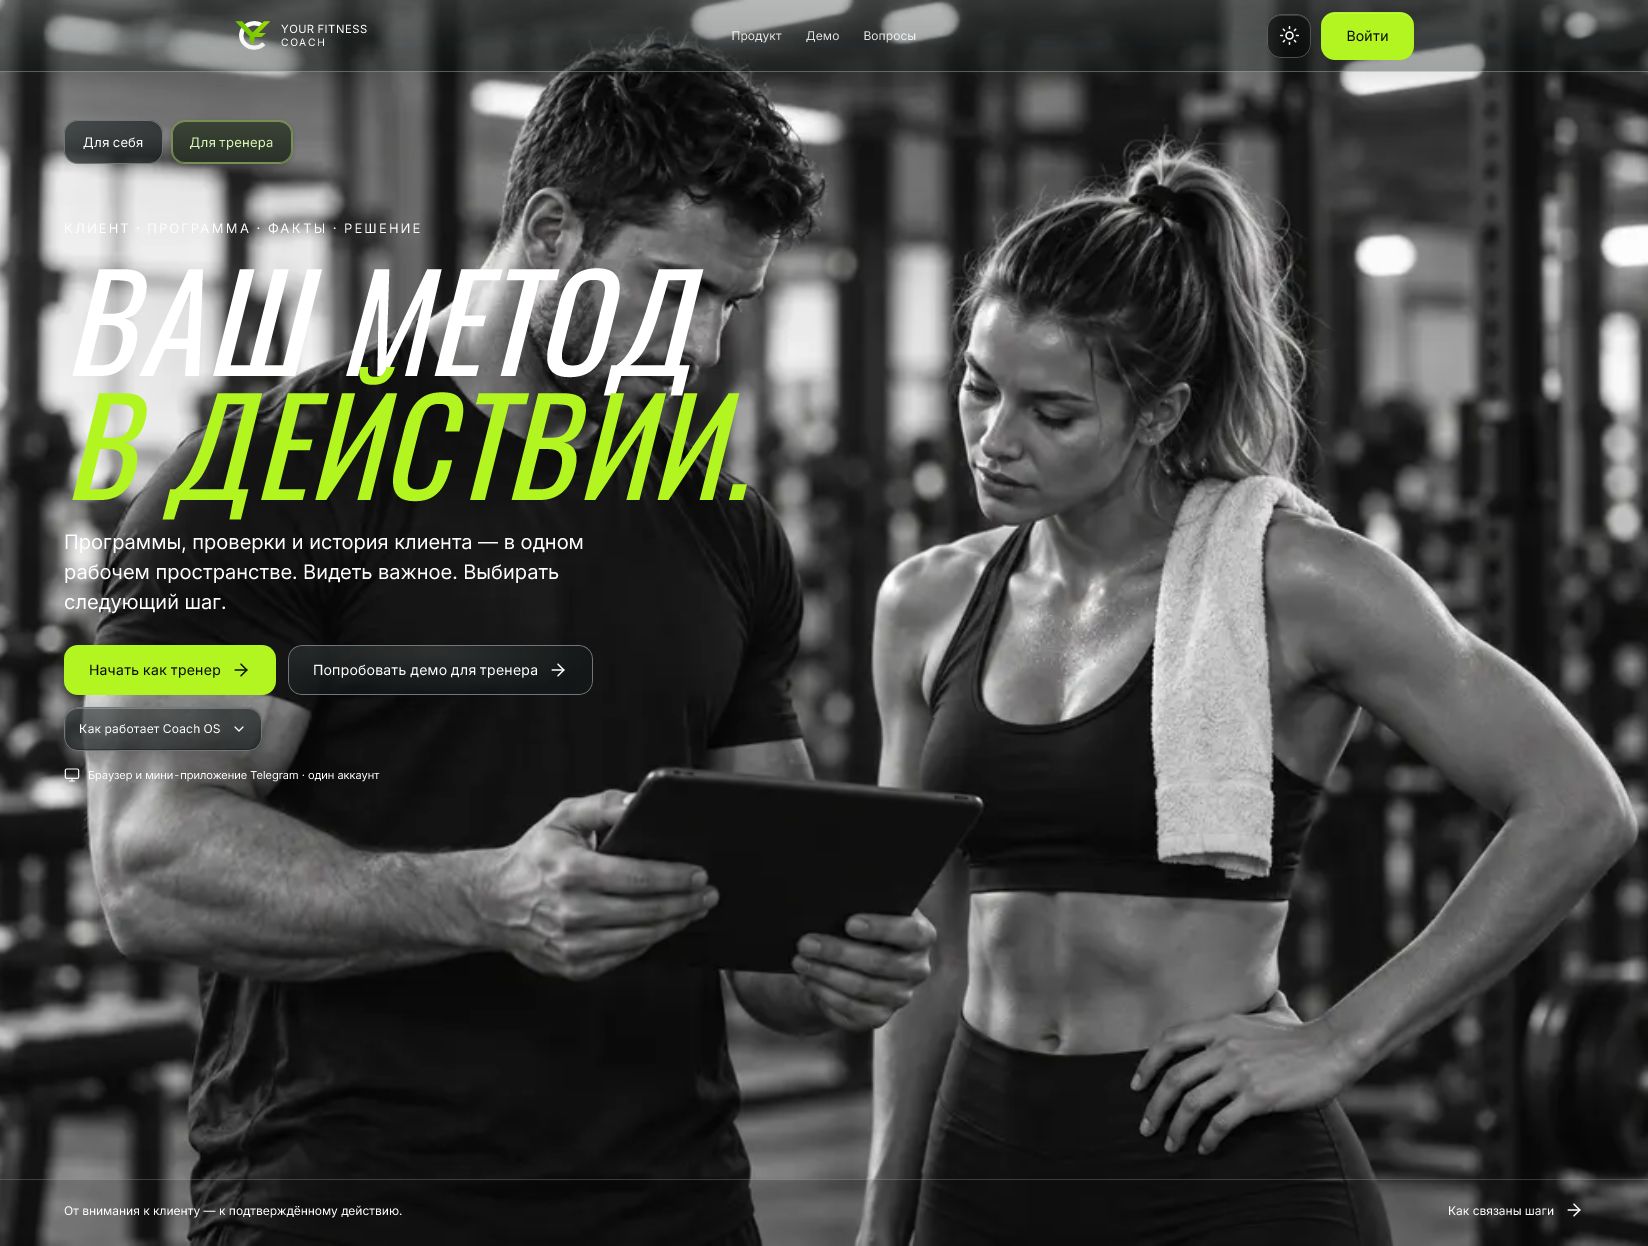 YOUR FITNESS
COACH
Продукт
Демо
Вопросы
Войти
Для себя
Для тренера
КЛИЕНТ · ПРОГРАММА · ФАКТЫ · РЕШЕНИЕ
ВАШ МЕТОД
В ДЕЙСТВИИ.
Программы, проверки и история клиента — в одном
рабочем пространстве. Видеть важное. Выбирать
следующий шаг.
Начать как тренер
Попробовать демо для тренера
Как работает Coach OS
Браузер и мини-приложение Telegram · один аккаунт
От внимания к клиенту — к подтверждённому действию.
Как связаны шаги